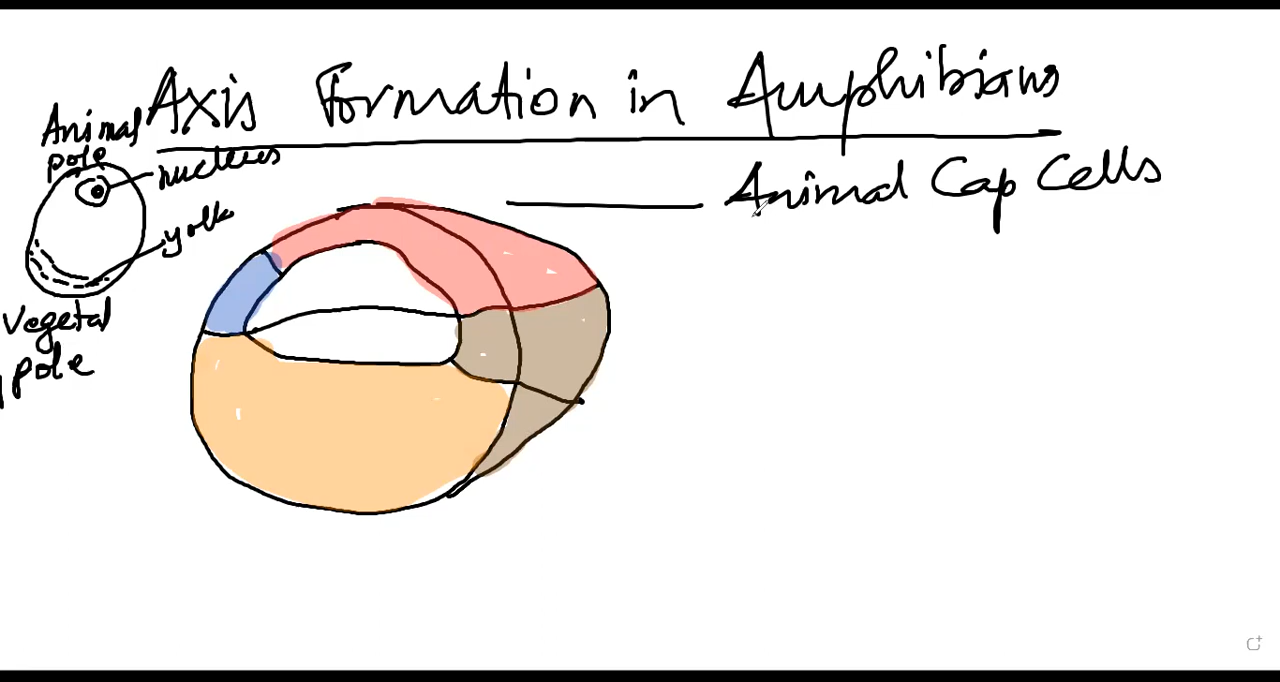 Axis Formation in Amphibians
Animal
pole
nucleus
yolk
Vegetal
pole
Animal Cap Cells